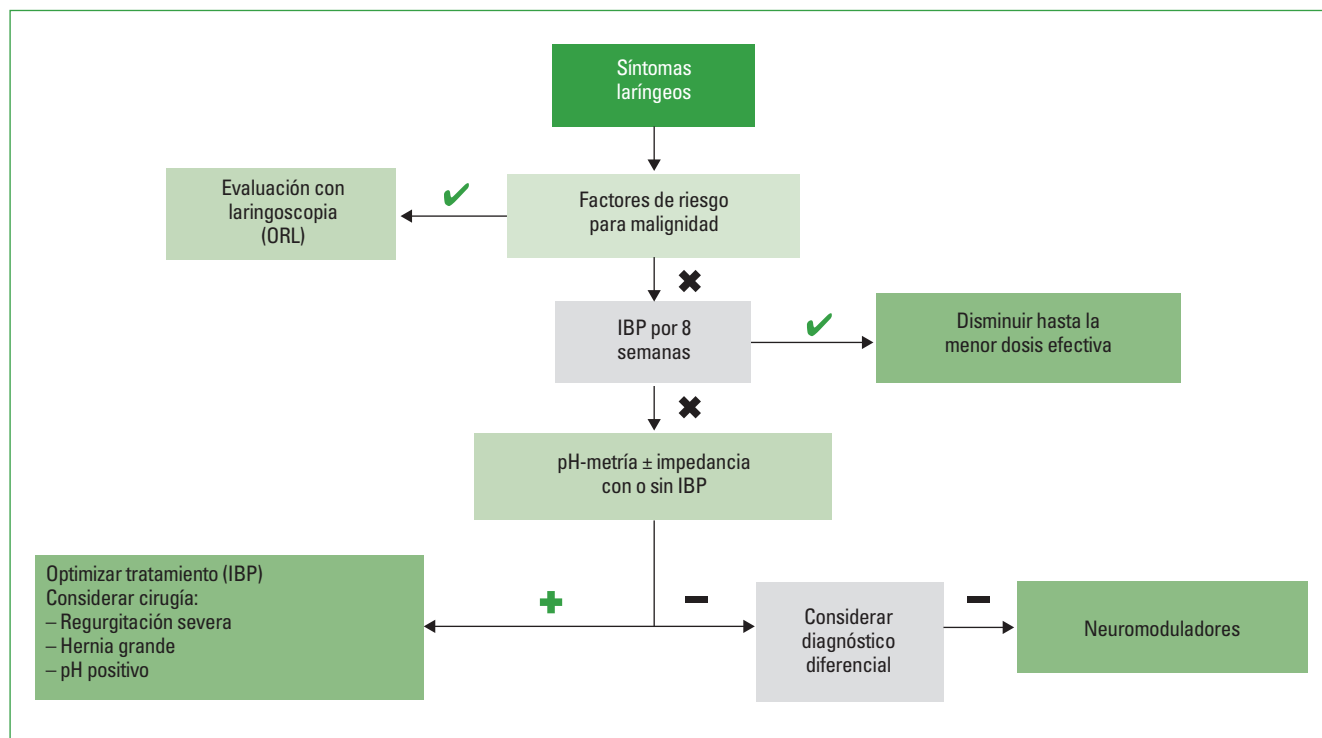 Síntomas
laríngeos
Evaluación con
laringoscopia
(ORL)
Factores de riesgo
para malignidad
IBP por 8
semanas
Disminuir hasta la
menor dosis efectiva
pH-metría ± impedancia
con o sin IBP
Optimizar tratamiento (IBP)
Considerar cirugía:
– Regurgitación severa
– Hernia grande
– pH positivo
Considerar
diagnóstico
diferencial
Neuromoduladores